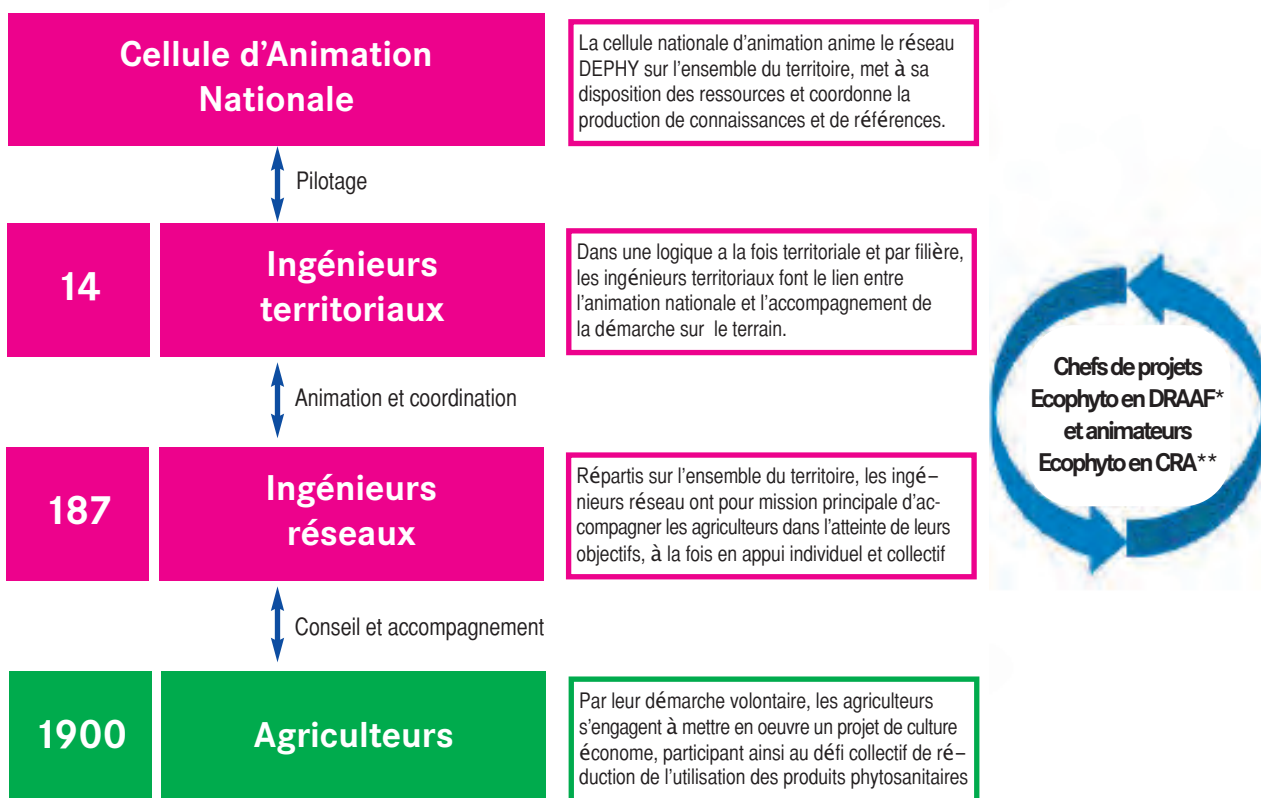 Cellule d’Animation
Nationale
La cellule nationale d’animation anime le réseau
DEPHY sur l’ensemble du territoire, met à sa
disposition des ressources et coordonne la
production de connaissances et de références.
Pilotage
14
Ingénieurs
territoriaux
Dans une logique a la fois territoriale et par filière,
les ingénieurs territoriaux font le lien entre
l’animation nationale et l’accompagnement de
la démarche sur le terrain.
Animation et coordination
187
Ingénieurs
réseaux
Répartis sur l’ensemble du territoire, les ingé–
nieurs réseau ont pour mission principale d’ac-
compagner les agriculteurs dans l’atteinte de leurs
objectifs, à la fois en appui individuel et collectif
Conseil et accompagnement
1900
Agriculteurs
Par leur démarche volontaire, les agriculteurs
s’engagent à mettre en oeuvre un projet de culture
économe, participant ainsi au défi collectif de ré–
duction de l’utilisation des produits phytosanitaires
Chefs de projets
Ecophyto en DRAAF*
et animateurs
Ecophyto en CRA**